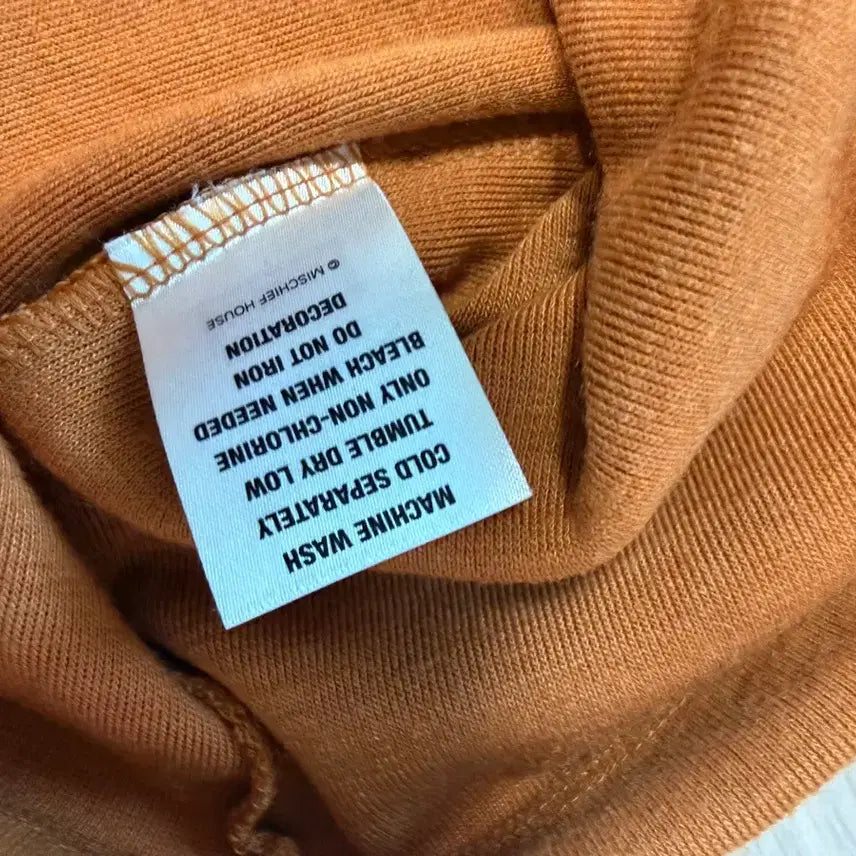 MACHINE WASH
COLD SEPARATELY
TUMBLE DRY LOW
ONLY NON-CHLORINE
BLEACH WHEN NEEDED
DO NOT IRON
DECORATION
© MISCHIEF HOUSE